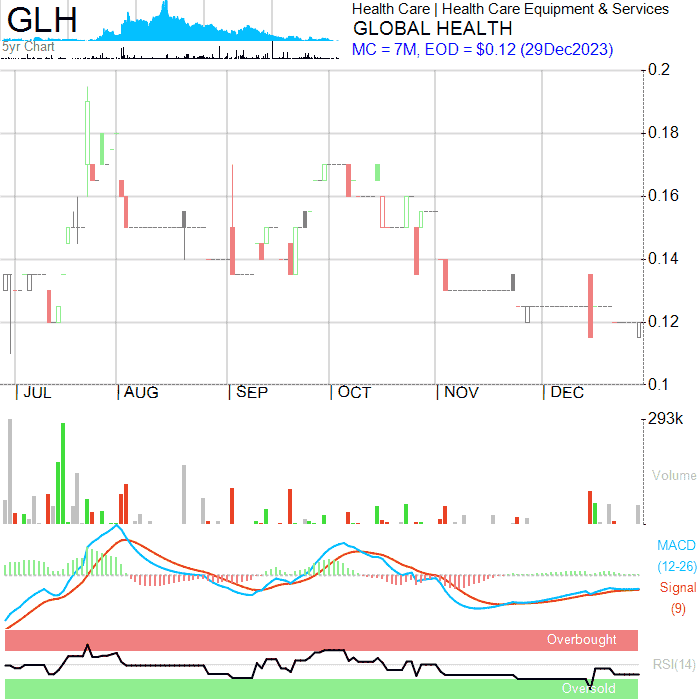 GLH
5yr Chart
Health Care | Health Care Equipment & Services
GLOBAL HEALTH
MC = 7M, EOD = $0.12 (29Dec2023)
0.2
0.18
0.16
0.14
0.12
0.1
JUL AUG SEP OCT NOV DEC
293k
Volume
MACD
(12-26)
Signal
(9)
Overbought
RSI(14)
Oversold